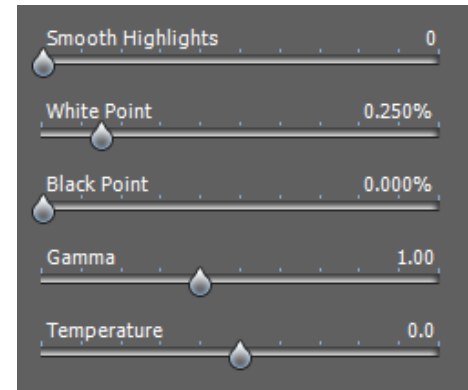 Smooth Highlights 0
White Point 0.250%
Black Point 0.000%
Gamma 1.00
Temperature 0.0